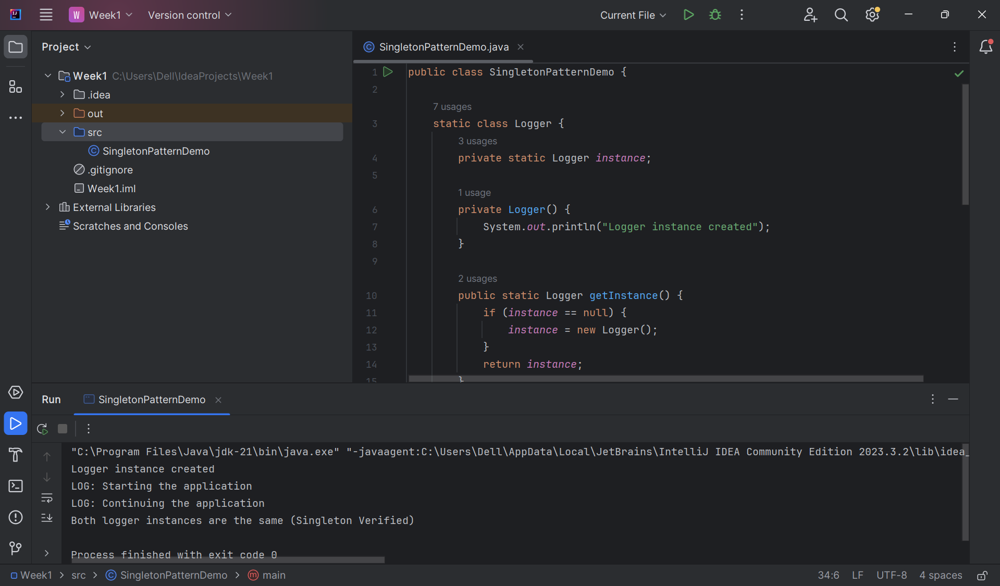 W Week1 Version control Current File
Project
SingletonPatternDemo.java
Week1 C:\Users\Dell\IdeaProjects\Week1
.idea
out
src
SingletonPatternDemo
.gitignore
Week1.iml
External Libraries
Scratches and Consoles
1 public class SingletonPatternDemo {
2
7 usages
3 static class Logger {
3 usages
4 private static Logger instance;
5
1 usage
6 private Logger() {
7 System.out.println("Logger instance created");
8 }
9
2 usages
10 public static Logger getInstance() {
11 if (instance == null) {
12 instance = new Logger();
13 }
14 return instance;
15 }
Run SingletonPatternDemo
"C:\Program Files\Java\jdk-21\bin\java.exe" "-javaagent:C:\Users\Dell\AppData\Local\JetBrains\IntelliJ IDEA Community Edition 2023.3.2\lib\idea_
Logger instance created
LOG: Starting the application
LOG: Continuing the application
Both logger instances are the same (Singleton Verified)
Process finished with exit code 0
Week1 > src > SingletonPatternDemo > main 34:6 LF UTF-8 4 spaces